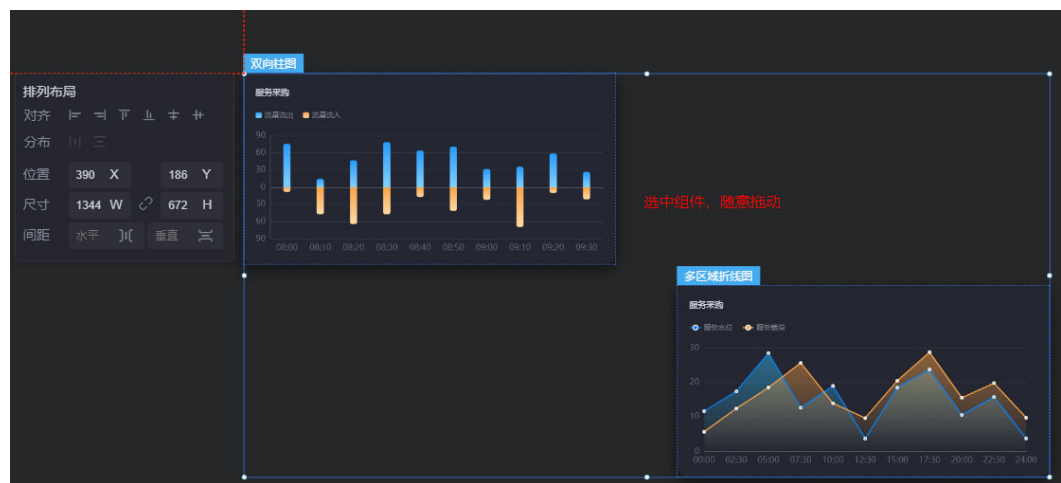 双向柱图
排列布局
对齐
分布
位置 390 X 186 Y
尺寸 1344 W 672 H
间距 水平 垂直
服务采购
流量流出 流量流入
90
60
30
0
30
60
90
08:00 08:10 08:20 08:30 08:40 08:50 09:00 09:10 09:20 09:30
选中组件，随意拖动
多区域折线图
服务采购
服务水位 服务载荷
30
20
10
0
00:00 02:30 05:00 07:30 10:00 12:30 15:00 17:30 20:00 22:30 24:00